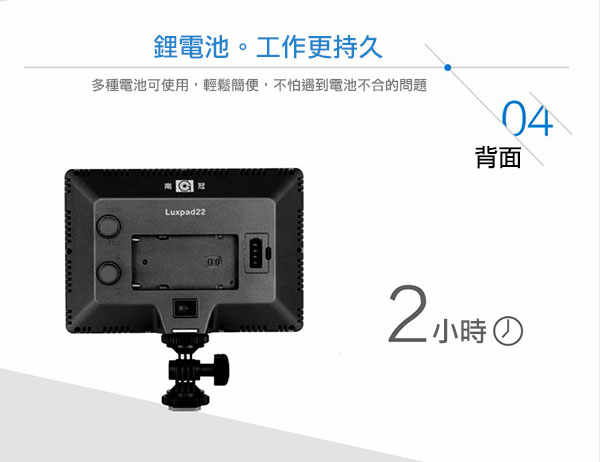 鋰電池。工作更持久
多種電池可使用，輕鬆簡便，不怕遇到電池不合的問題
04
背面
南 冠
Luxpad22
2小時